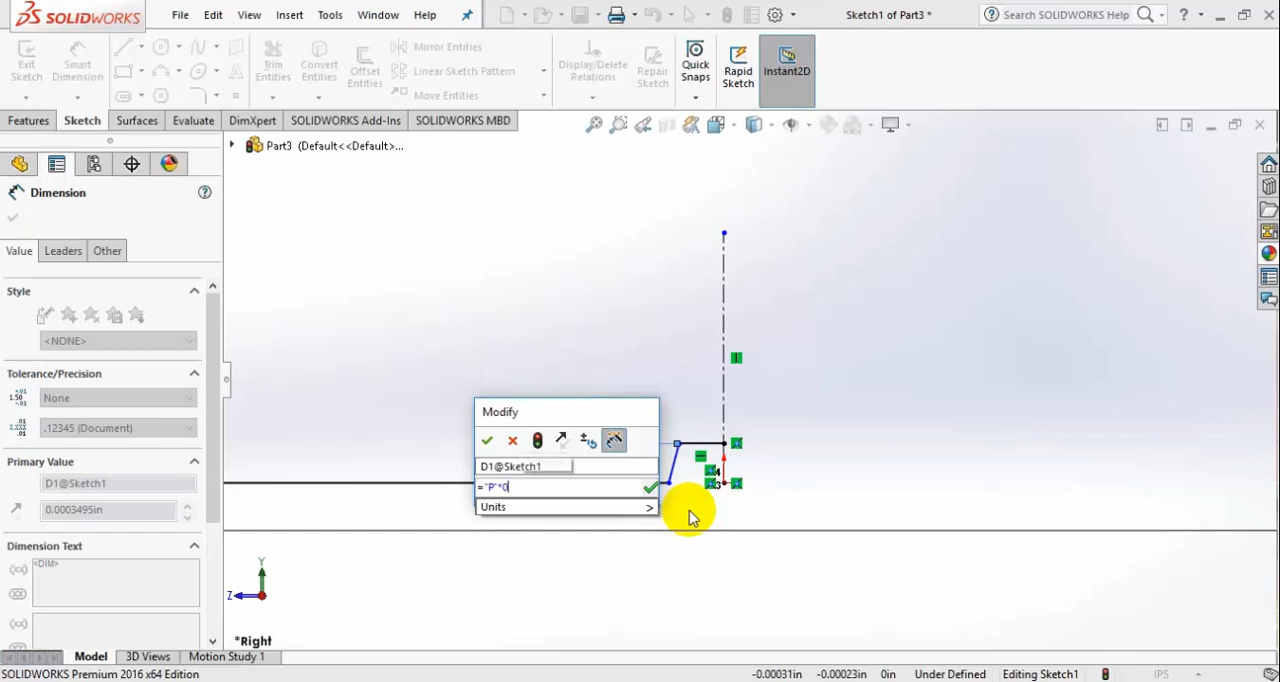 SOLIDWORKS
File Edit View Insert Tools Window Help
Sketch1 of Part3 *
Search SOLIDWORKS Help
Exit Sketch
Smart Dimension
Trim Entities
Convert Entities
Offset Entities
Mirror Entities
Linear Sketch Pattern
Move Entities
Display/Delete Relations
Repair Sketch
Quick Snaps
Rapid Sketch
Instant2D
Features Sketch Surfaces Evaluate DimXpert SOLIDWORKS Add-Ins SOLIDWORKS MBD
Part3 (Default<<Default>...
Dimension
Value Leaders Other
Style
<NONE>
Tolerance/Precision
None
.12345 (Document)
Primary Value
D1@Sketch1
0.0003495in
Dimension Text
<DIM>
Modify
D1@Sketch1
="P"*0
Units >
4
3
Y
Z
*Right
Model 3D Views Motion Study 1
SOLIDWORKS Premium 2016 x64 Edition
-0.00031in -0.00023in 0in Under Defined Editing Sketch1 IPS